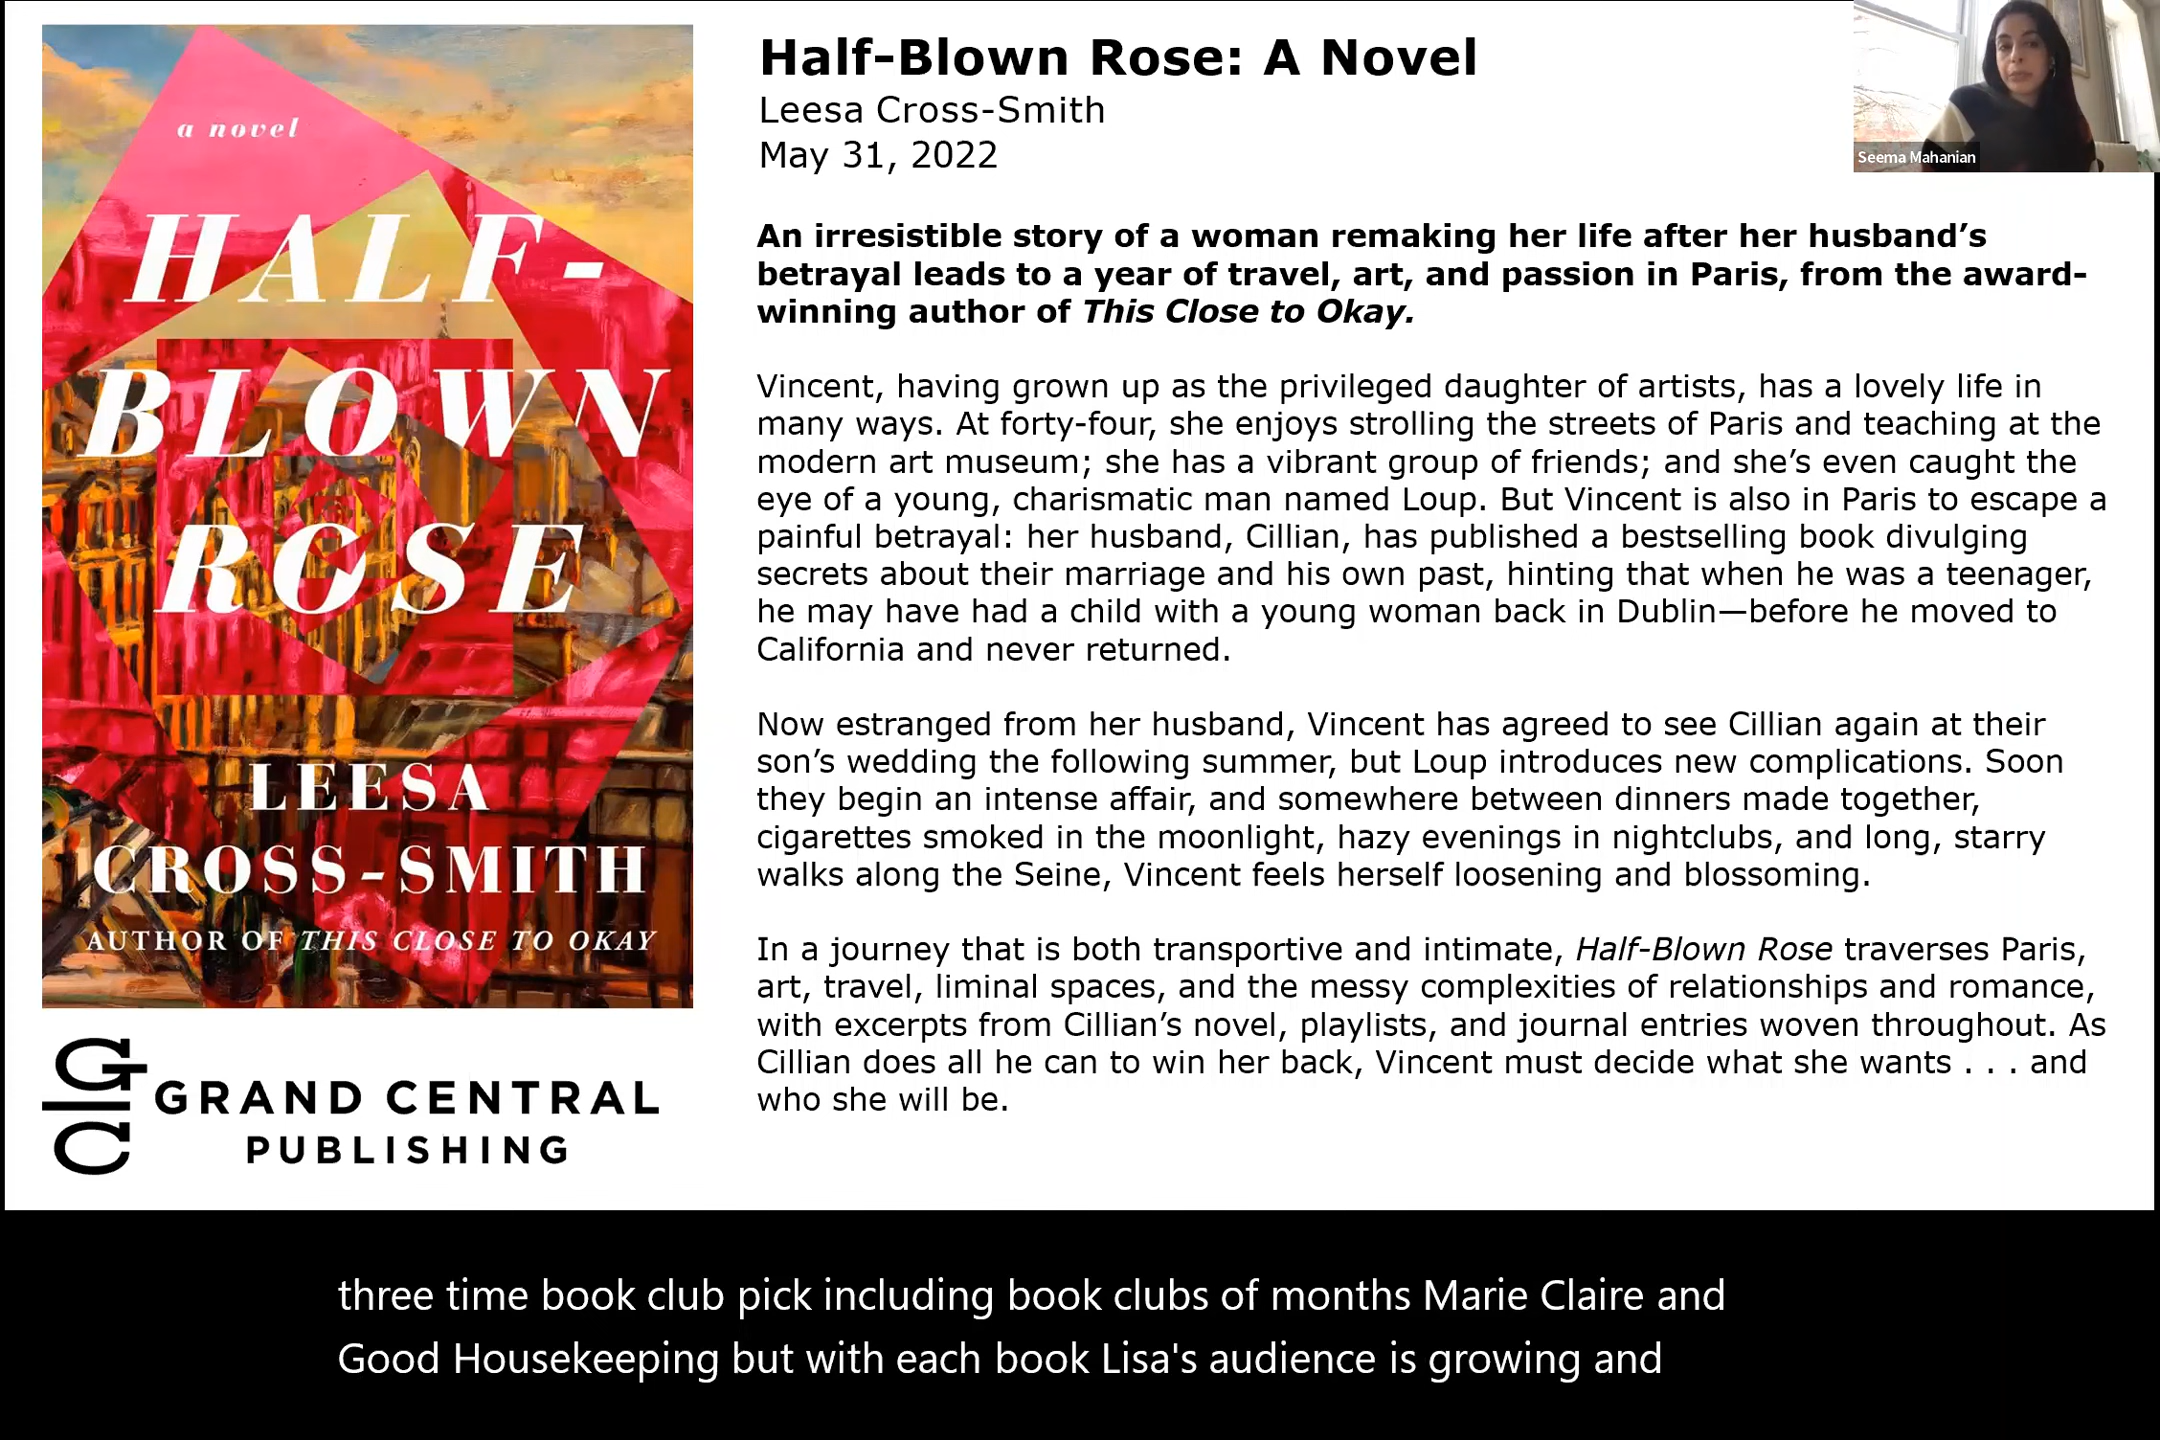 a novel
HALF-
BLOWN
ROSE
LEESA
CROSS-SMITH
AUTHOR OF THIS CLOSE TO OKAY
GC
GRAND CENTRAL
PUBLISHING
Half-Blown Rose: A Novel
Leesa Cross-Smith
May 31, 2022
Seema Mahanian
An irresistible story of a woman remaking her life after her husband’s
betrayal leads to a year of travel, art, and passion in Paris, from the award-
winning author of This Close to Okay.
Vincent, having grown up as the privileged daughter of artists, has a lovely life in
many ways. At forty-four, she enjoys strolling the streets of Paris and teaching at the
modern art museum; she has a vibrant group of friends; and she’s even caught the
eye of a young, charismatic man named Loup. But Vincent is also in Paris to escape a
painful betrayal: her husband, Cillian, has published a bestselling book divulging
secrets about their marriage and his own past, hinting that when he was a teenager,
he may have had a child with a young woman back in Dublin—before he moved to
California and never returned.
Now estranged from her husband, Vincent has agreed to see Cillian again at their
son’s wedding the following summer, but Loup introduces new complications. Soon
they begin an intense affair, and somewhere between dinners made together,
cigarettes smoked in the moonlight, hazy evenings in nightclubs, and long, starry
walks along the Seine, Vincent feels herself loosening and blossoming.
In a journey that is both transportive and intimate, Half-Blown Rose traverses Paris,
art, travel, liminal spaces, and the messy complexities of relationships and romance,
with excerpts from Cillian’s novel, playlists, and journal entries woven throughout. As
Cillian does all he can to win her back, Vincent must decide what she wants . . . and
who she will be.
three time book club pick including book clubs of months Marie Claire and
Good Housekeeping but with each book Lisa's audience is growing and